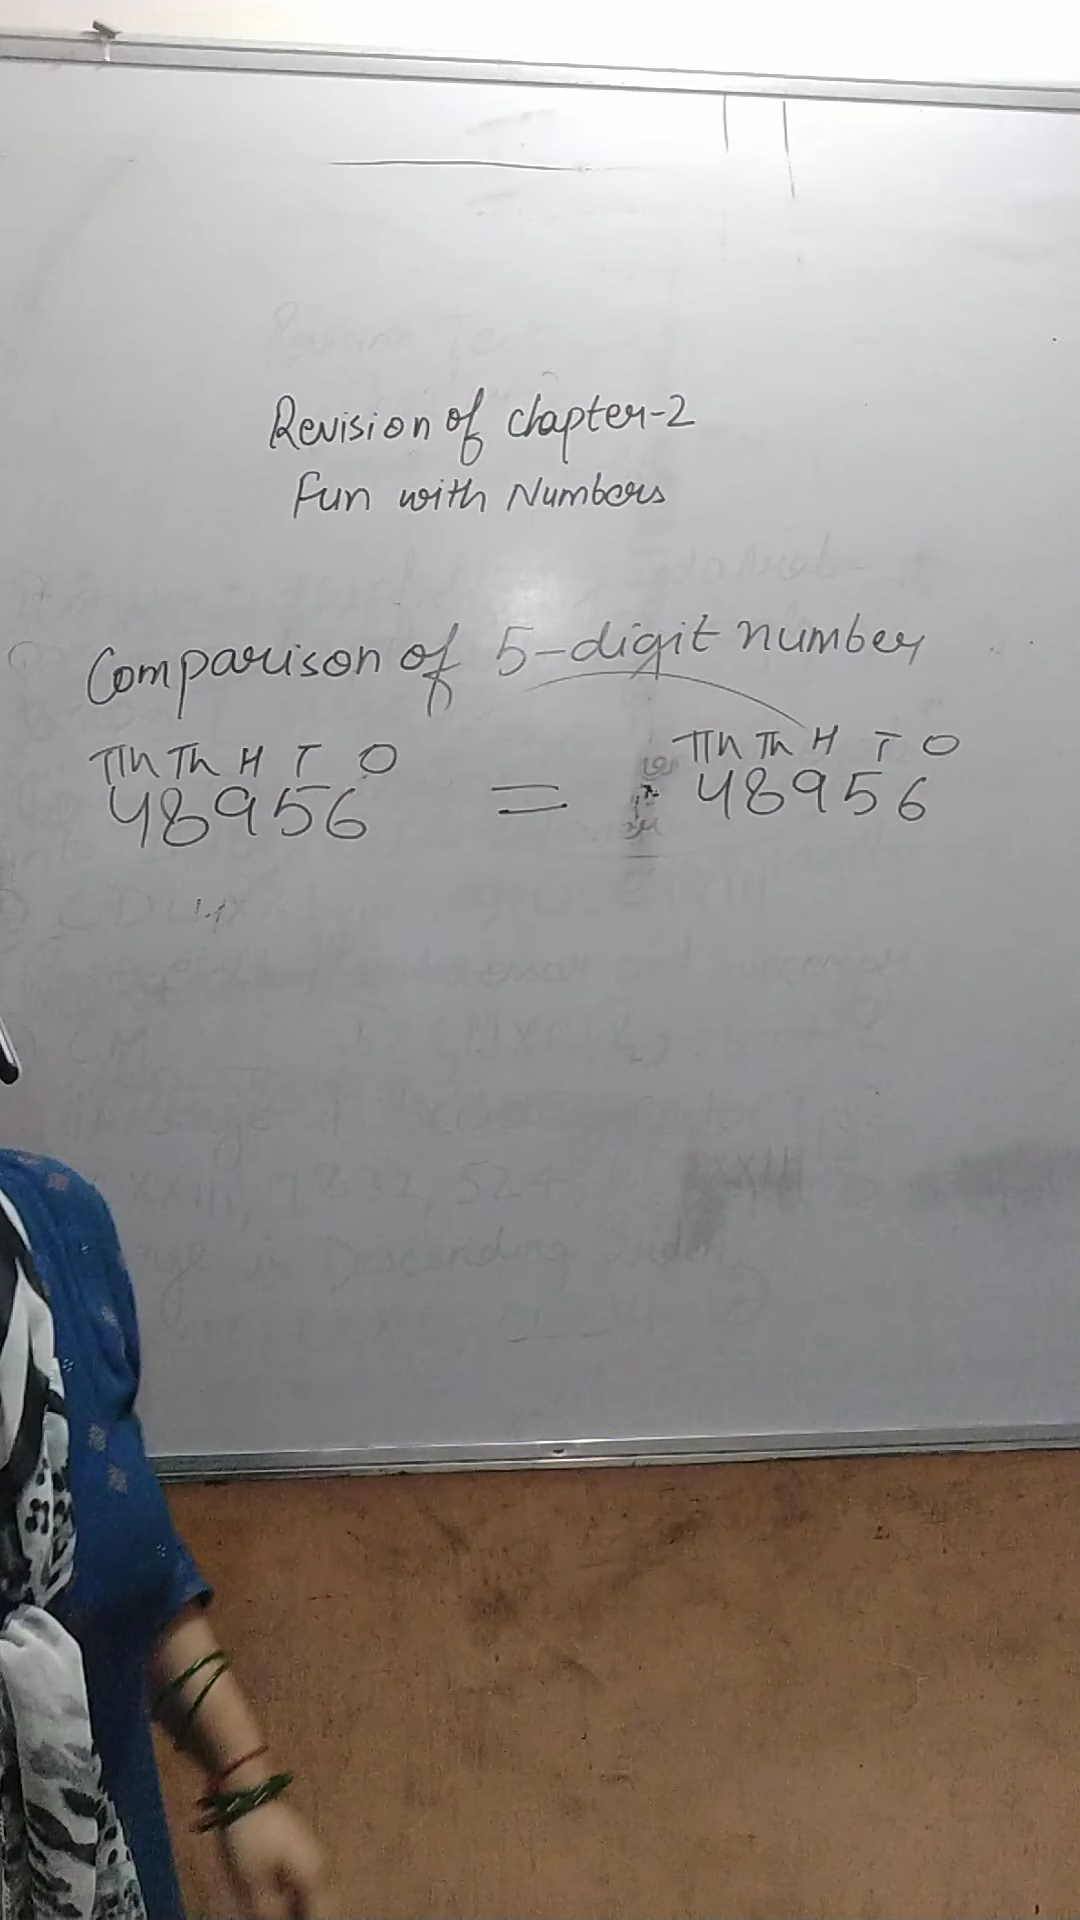 Revision of chapter-2
Fun with Numbers
Comparison of 5-digit number
TTh Th H T O TTh Th H T O
48956 = 48956